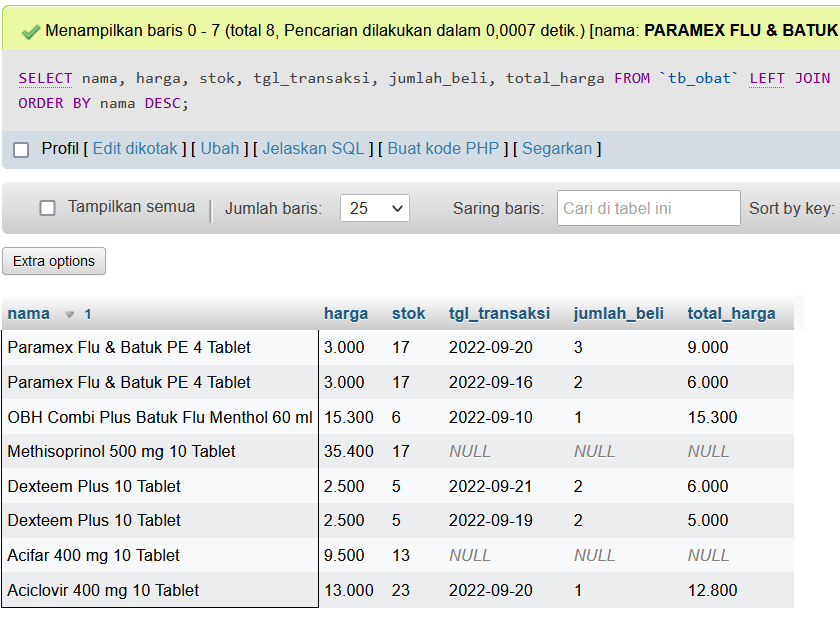 Menampilkan baris 0 - 7 (total 8, Pencarian dilakukan dalam 0,0007 detik.) [nama: PARAMEX FLU & BATUK
SELECT nama, harga, stok, tgl_transaksi, jumlah_beli, total_harga FROM `tb_obat` LEFT JOIN
ORDER BY nama DESC;
Profil [ Edit dikotak ] [ Ubah ] [ Jelaskan SQL ] [ Buat kode PHP ] [ Segarkan ]
Tampilkan semua | Jumlah baris: 25 Saring baris: Cari di tabel ini Sort by key:
Extra options
nama 1 harga stok tgl_transaksi jumlah_beli total_harga
Paramex Flu & Batuk PE 4 Tablet 3.000 17 2022-09-20 3 9.000
Paramex Flu & Batuk PE 4 Tablet 3.000 17 2022-09-16 2 6.000
OBH Combi Plus Batuk Flu Menthol 60 ml 15.300 6 2022-09-10 1 15.300
Methisoprinol 500 mg 10 Tablet 35.400 17 NULL NULL NULL
Dexteem Plus 10 Tablet 2.500 5 2022-09-21 2 6.000
Dexteem Plus 10 Tablet 2.500 5 2022-09-19 2 5.000
Acifar 400 mg 10 Tablet 9.500 13 NULL NULL NULL
Aciclovir 400 mg 10 Tablet 13.000 23 2022-09-20 1 12.800